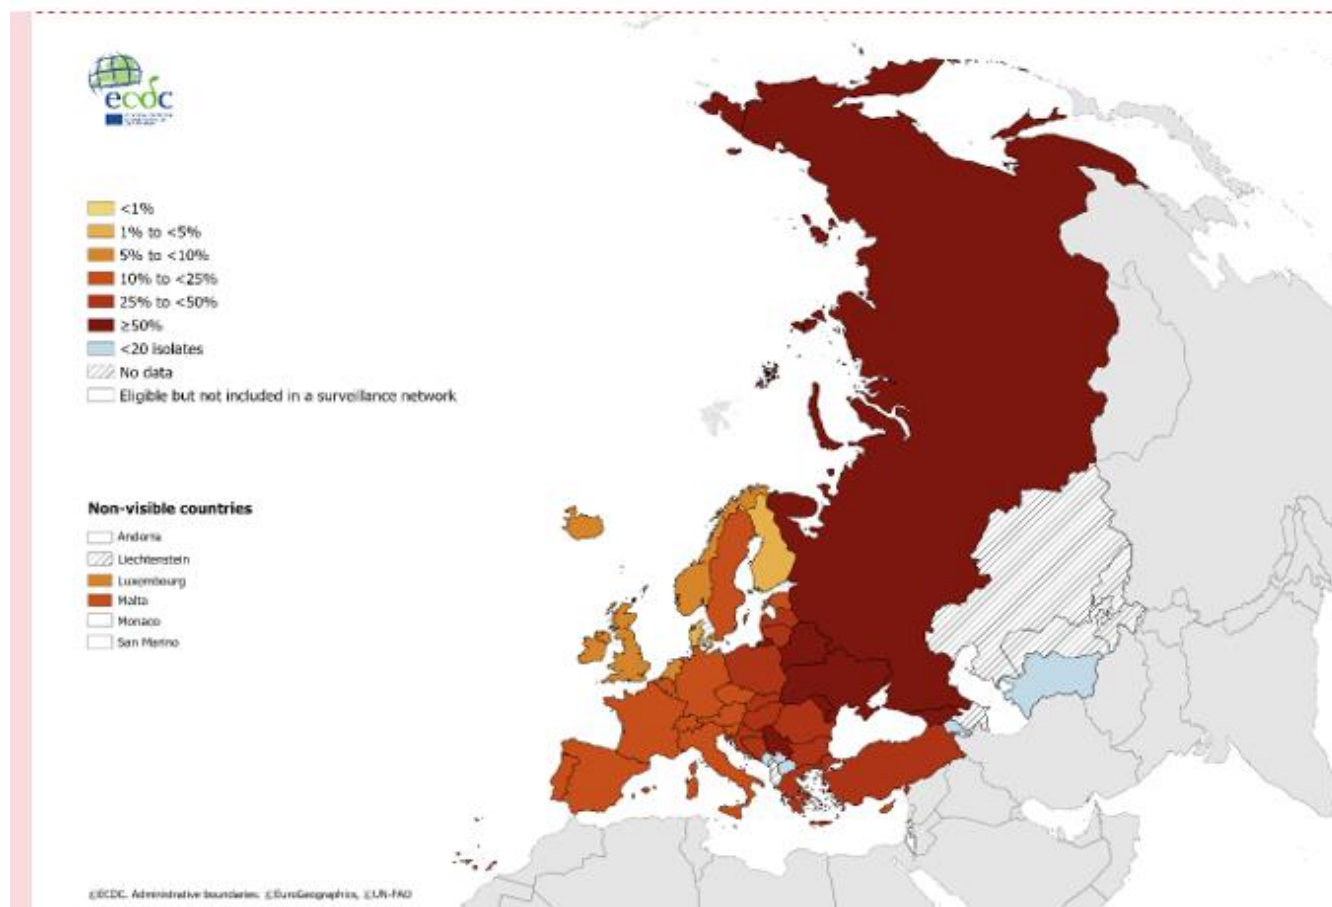 ecdc
<1%
1% to <5%
5% to <10%
10% to <25%
25% to <50%
≥50%
<20 isolates
No data
Eligible but not included in a surveillance network
Non-visible countries
Andorra
Liechtenstein
Luxembourg
Malta
Monaco
San Marino
©ECDC. Administrative boundaries: ©EuroGeographics, ©UN-FAO